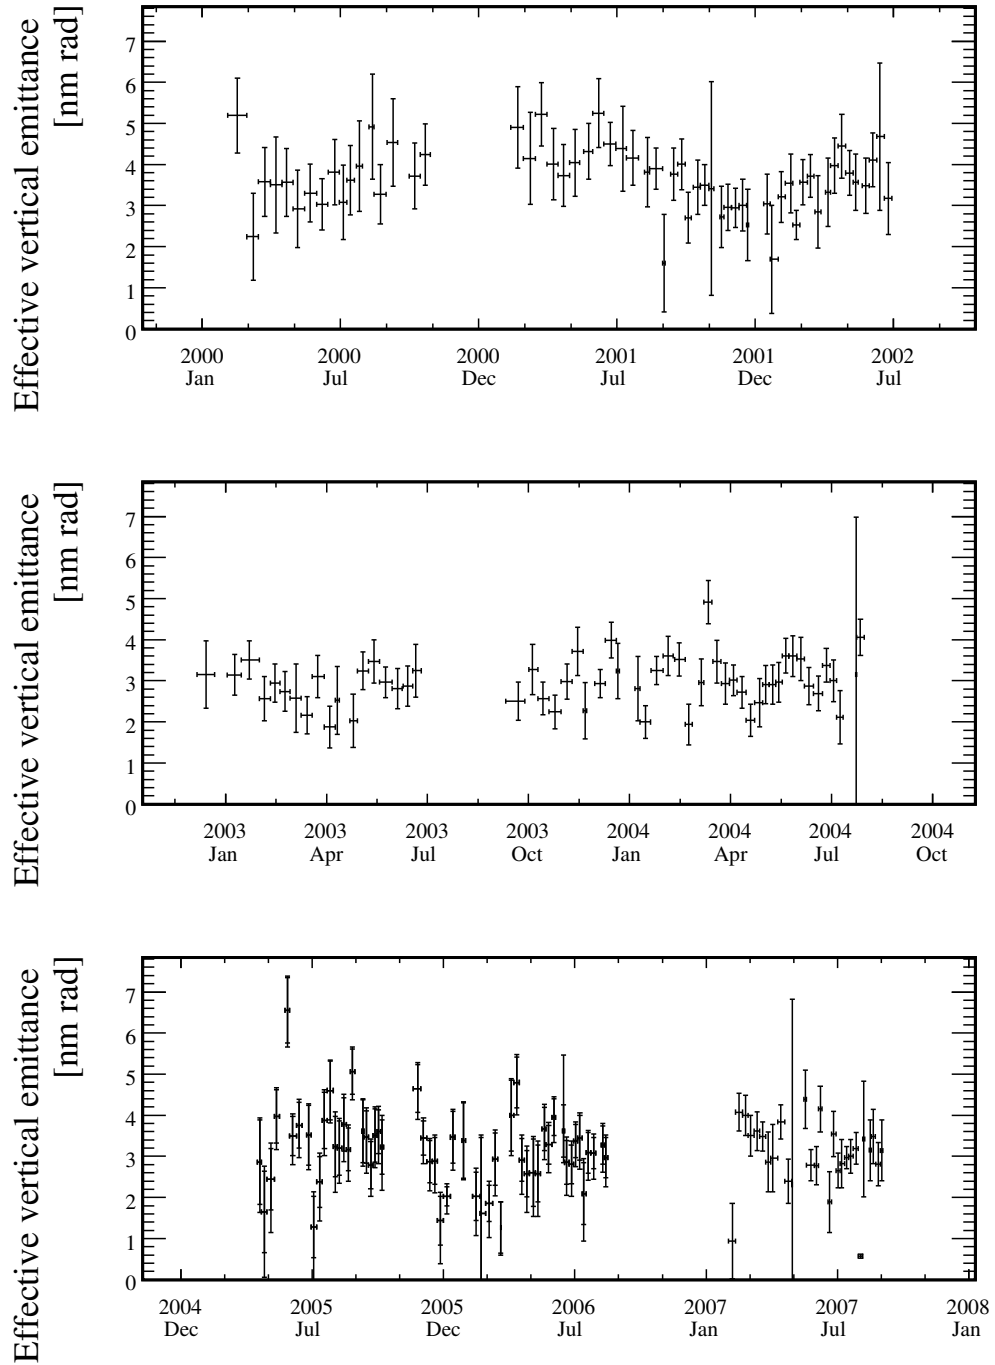 Effective vertical emittance
[nm rad]
7
6
5
4
3
2
1
0
2000 2000 2000 2001 2001 2002
Jan Jul Dec Jul Dec Jul
Effective vertical emittance
[nm rad]
7
6
5
4
3
2
1
0
2003 2003 2003 2003 2004 2004 2004 2004
Jan Apr Jul Oct Jan Apr Jul Oct
Effective vertical emittance
[nm rad]
7
6
5
4
3
2
1
0
2004 2005 2005 2006 2007 2007 2008
Dec Jul Dec Jul Jan Jul Jan